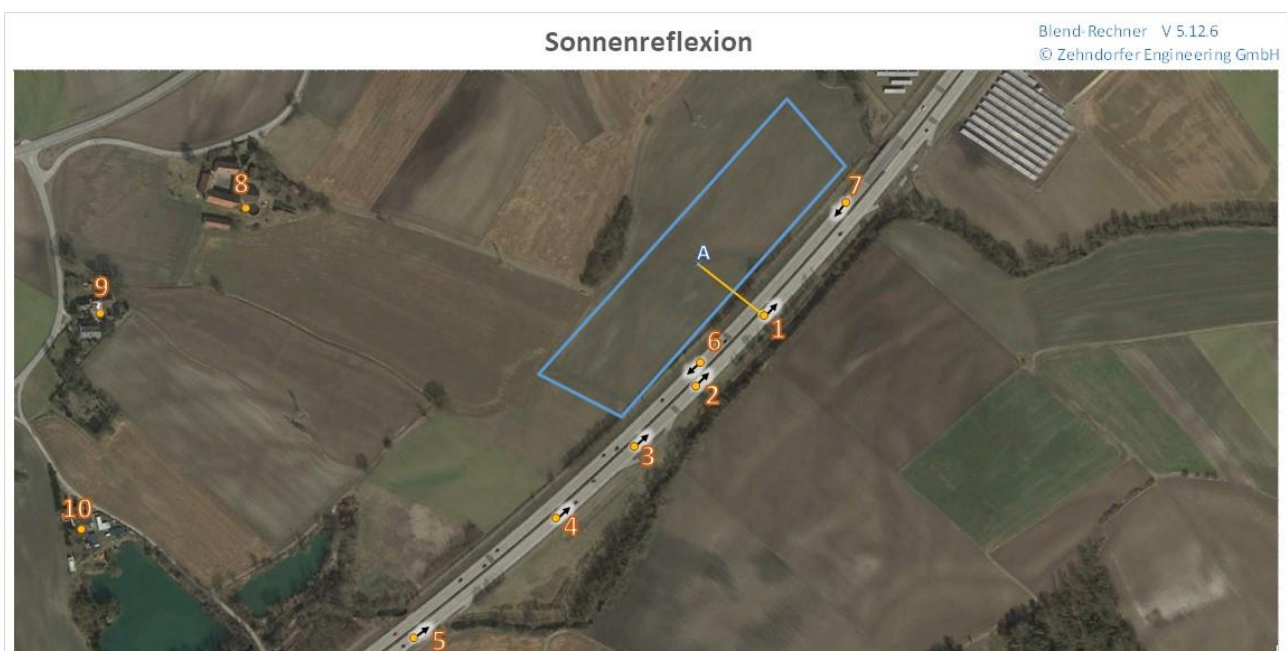 Sonnenreflexion
Blend-Rechner V 5.12.6
© Zehndorfer Engineering GmbH
8
7
A
9
1
6
2
3
10
4
5